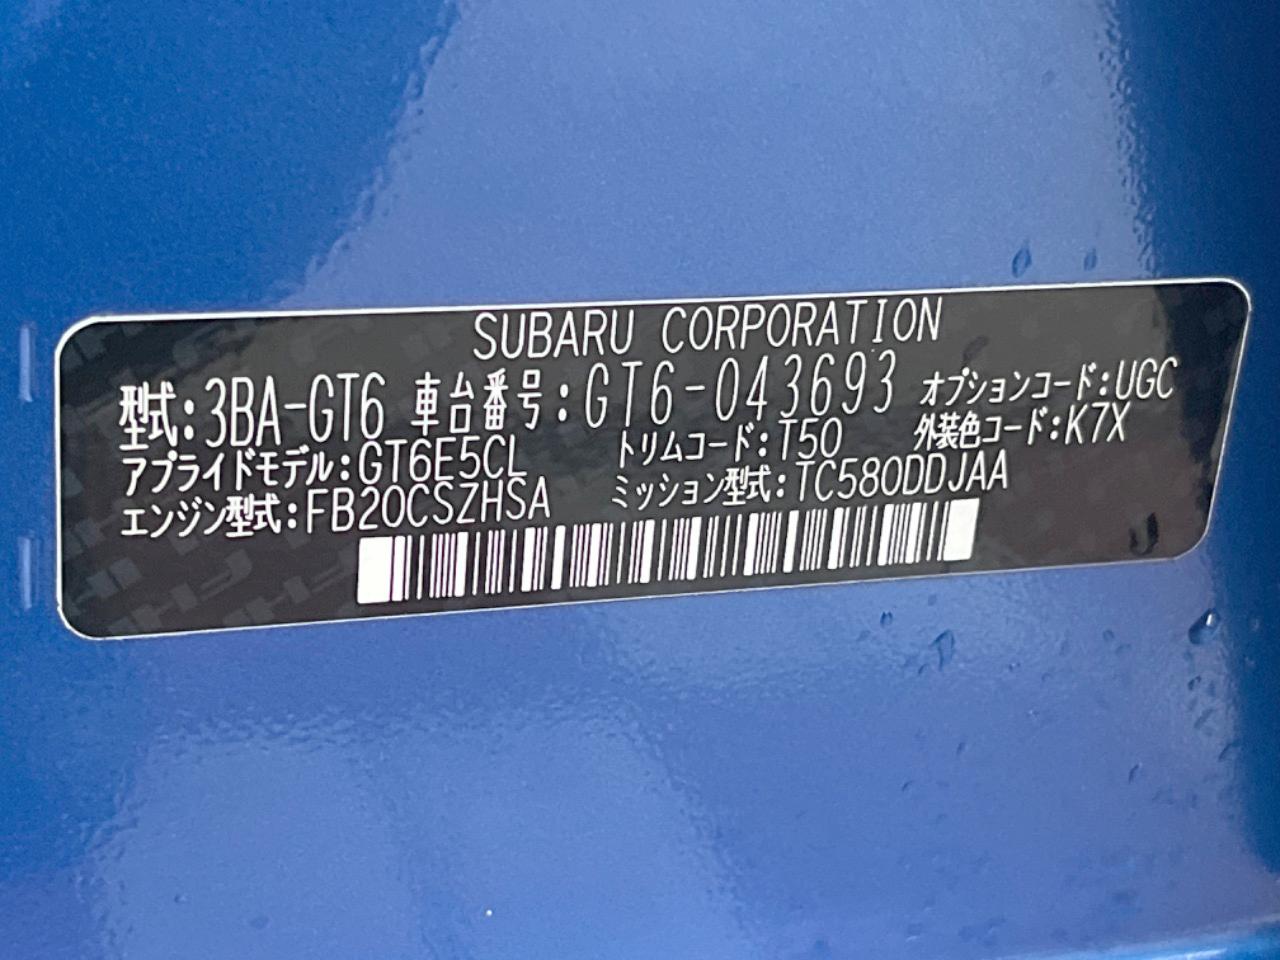 SUBARU CORPORATION
型式:3BA-GT6 車台番号:GT6-043693 オプションコード:UGC
アプライドモデル:GT6E5CL トリムコード:T50 外装色コード:K7X
エンジン型式:FB20CSZHSA ミッション型式:TC580DDJAA